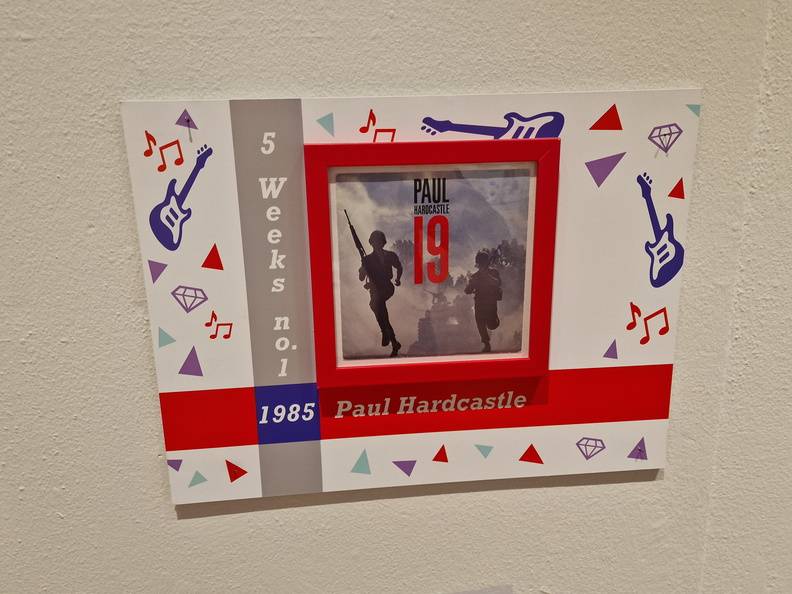 5 Weeks no.1
PAUL
HARDCASTLE
19
1985
Paul Hardcastle